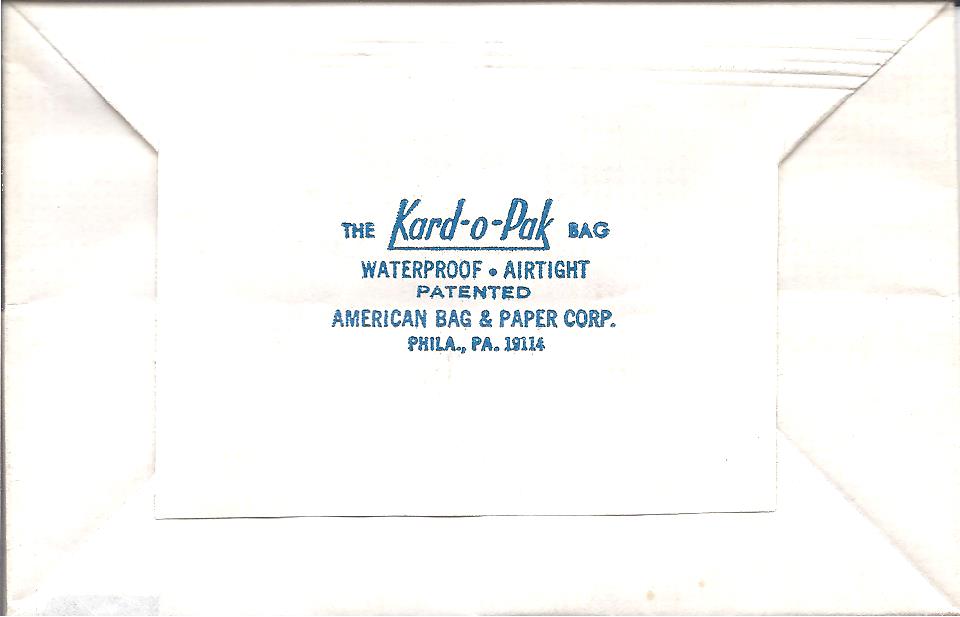 THE Kard-o-Pak BAG
WATERPROOF • AIRTIGHT
PATENTED
AMERICAN BAG & PAPER CORP.
PHILA., PA. 19114